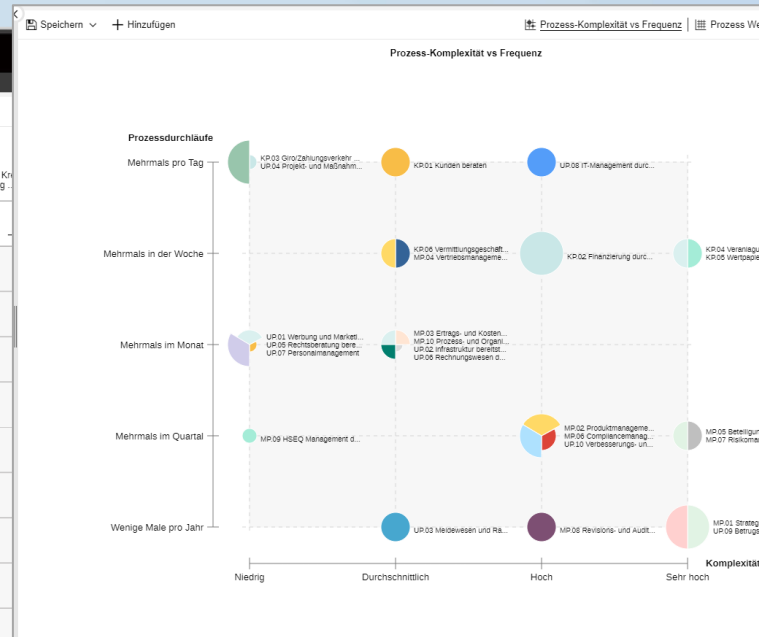 Speichern
Hinzufügen
Prozess-Komplexität vs Frequenz
Prozess We
Prozess-Komplexität vs Frequenz
Prozessdurchläufe
Mehrmals pro Tag
KP.03 Giro/Zahlungsverkehr ...
UP.04 Projekt- und Maßnahm...
KP.01 Kunden beraten
UP.08 IT-Management durc...
Kr
g ..
Mehrmals in der Woche
KP.06 Vermittlungsgeschäft...
MP.04 Vertriebsmanageme...
KP.02 Finanzierung durc...
KP.04 Veranlagu
KP.05 Wertpapie
Mehrmals im Monat
UP.01 Werbung und Marketi...
UP.05 Rechtsberatung bere...
UP.07 Personalmanagement
MP.03 Ertrags- und Kosten...
MP.10 Prozess- und Organi...
UP.02 Infrastruktur bereitst...
UP.06 Rechnungswesen d...
Mehrmals im Quartal
MP.09 HSEQ Management d...
MP.02 Produktmanageme...
MP.06 Compliancemanag...
UP.10 Verbesserungs- un...
MP.05 Beteiligun
MP.07 Risikoma
Wenige Male pro Jahr
UP.03 Meldewesen und Ra...
MP.08 Revisions- und Audit...
MP.01 Strateg
UP.09 Betrugs
Komplexität
Niedrig
Durchschnittlich
Hoch
Sehr hoch